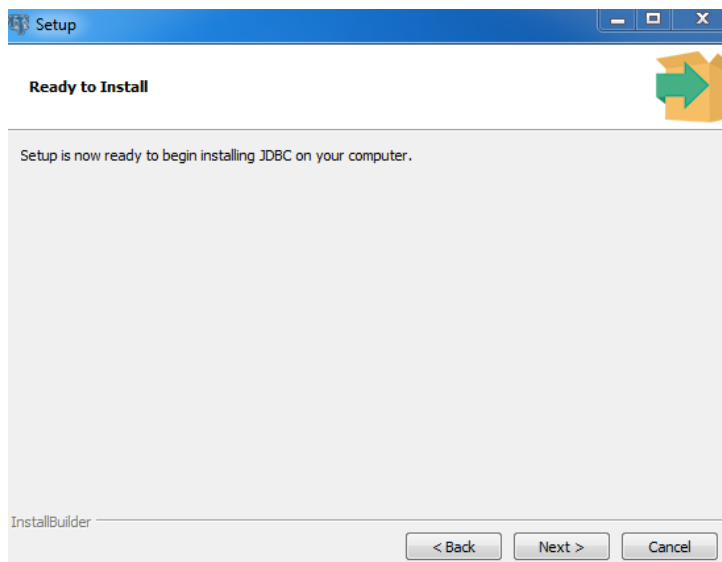 Setup
Ready to Install
Setup is now ready to begin installing JDBC on your computer.
InstallBuilder
< Back
Next >
Cancel